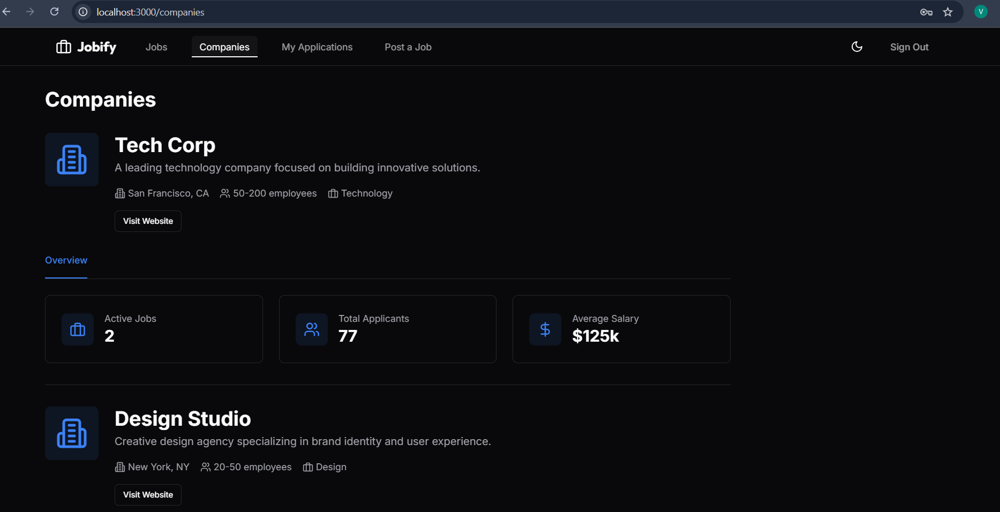 localhost:3000/companies
V
Jobify
Jobs
Companies
My Applications
Post a Job
Sign Out
Companies
Tech Corp
A leading technology company focused on building innovative solutions.
San Francisco, CA 50-200 employees Technology
Visit Website
Overview
Active Jobs
2
Total Applicants
77
Average Salary
$125k
Design Studio
Creative design agency specializing in brand identity and user experience.
New York, NY 20-50 employees Design
Visit Website